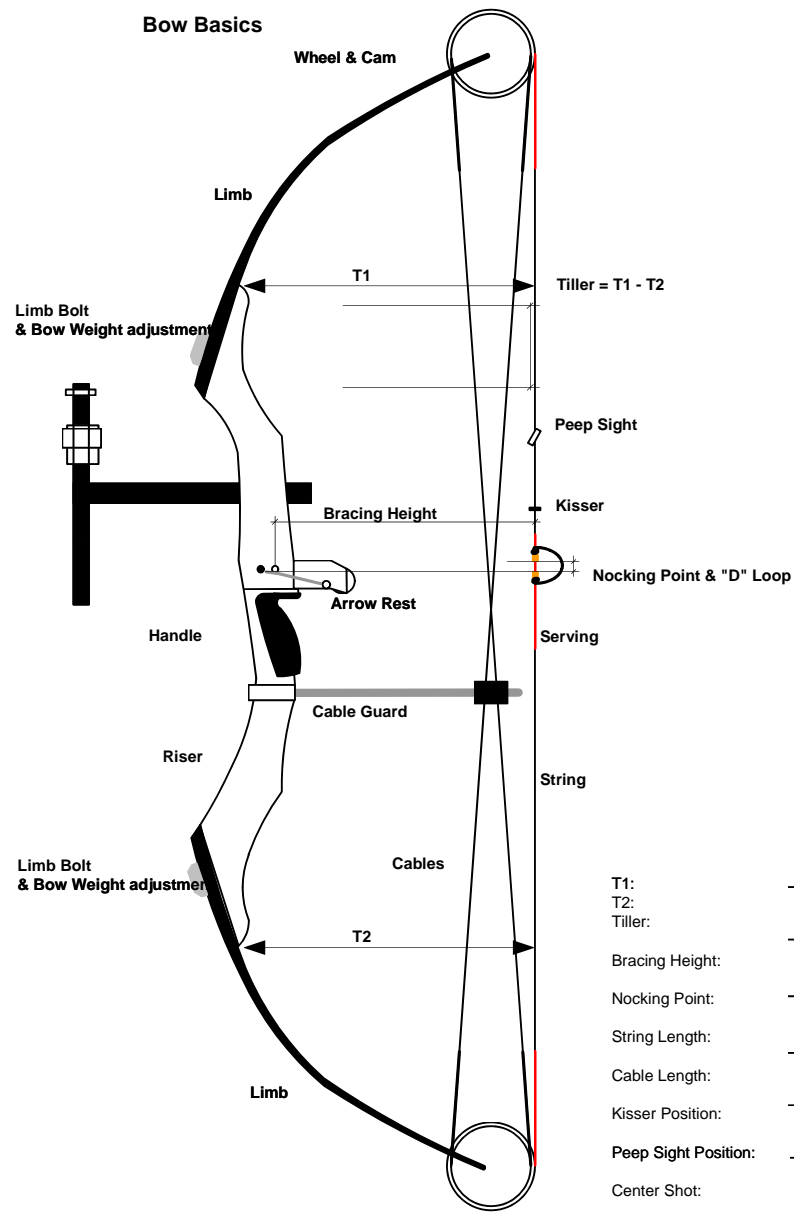 Bow Basics
Wheel & Cam
Limb
T1
Tiller = T1 - T2
Limb Bolt
& Bow Weight adjustment
Peep Sight
Kisser
Bracing Height
Nocking Point & "D" Loop
Arrow Rest
Handle
Serving
Cable Guard
Riser
String
Limb Bolt
& Bow Weight adjustmen
Cables
T2
Limb
T1:
T2:
Tiller:
Bracing Height:
Nocking Point:
String Length:
Cable Length:
Kisser Position:
Peep Sight Position:
Center Shot: